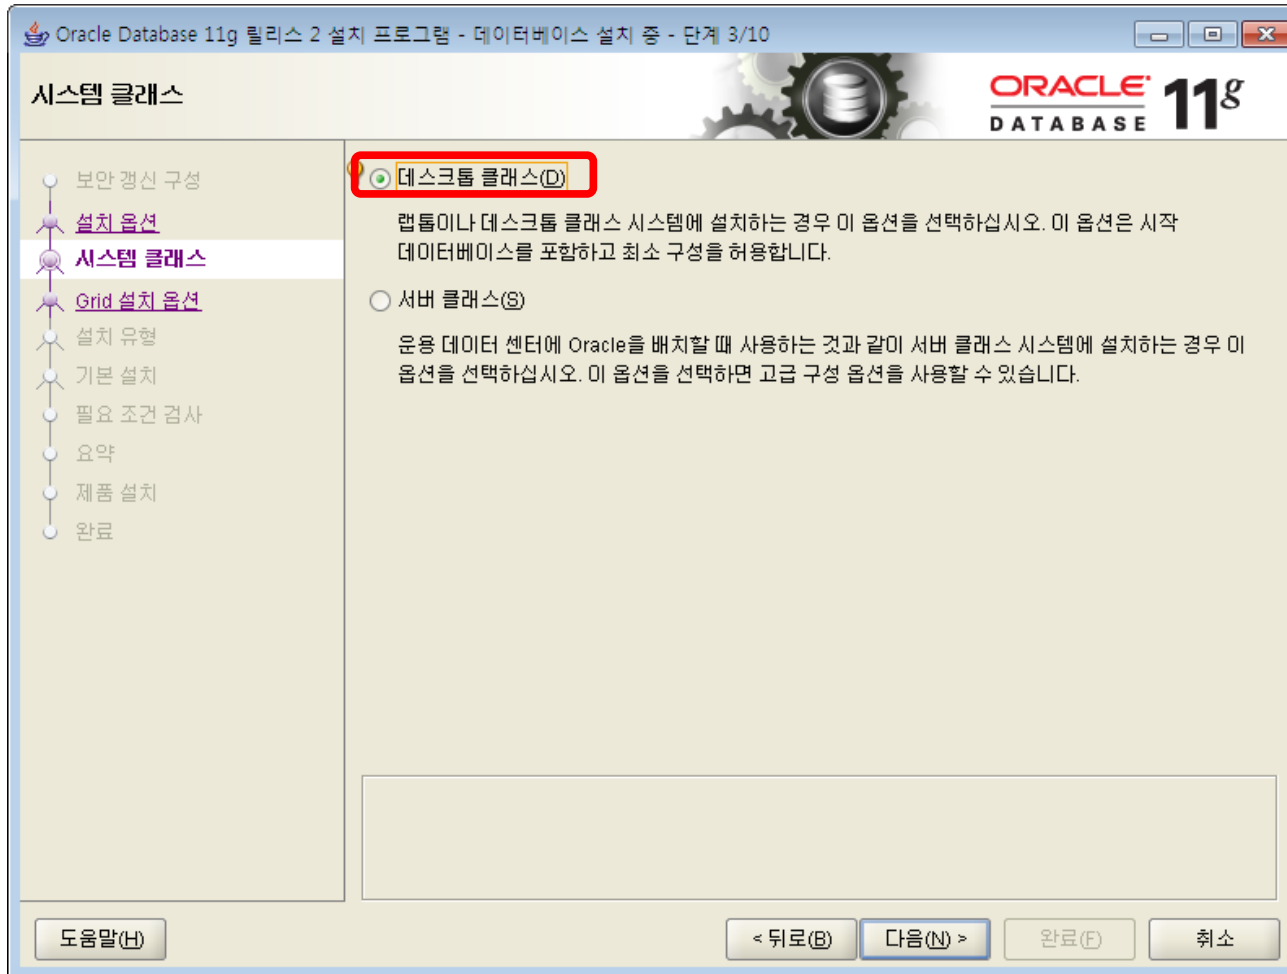 Oracle Database 11g 릴리스 2 설치 프로그램 - 데이터베이스 설치 중 - 단계 3/10
시스템 클래스
ORACLE 11g
DATABASE
보안 갱신 구성
설치 옵션
시스템 클래스
Grid 설치 옵션
설치 유형
기본 설치
필요 조건 검사
요약
제품 설치
완료
데스크톱 클래스(D)
랩톱이나 데스크톱 클래스 시스템에 설치하는 경우 이 옵션을 선택하십시오. 이 옵션은 시작
데이터베이스를 포함하고 최소 구성을 허용합니다.
서버 클래스(S)
운용 데이터 센터에 Oracle을 배치할 때 사용하는 것과 같이 서버 클래스 시스템에 설치하는 경우 이
옵션을 선택하십시오. 이 옵션을 선택하면 고급 구성 옵션을 사용할 수 있습니다.
도움말(H)
< 뒤로(B)
다음(N) >
완료(F)
취소